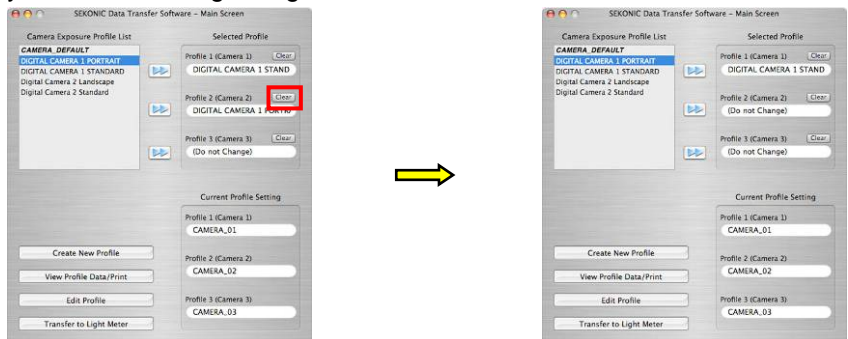 SEKONIC Data Transfer Software – Main Screen
Camera Exposure Profile List
CAMERA_DEFAULT
DIGITAL CAMERA 1 PORTRAIT
DIGITAL CAMERA 1 STANDARD
Digital Camera 2 Landscape
Digital Camera 2 Standard
Selected Profile
Profile 1 (Camera 1) Clear
DIGITAL CAMERA 1 STAND
Profile 2 (Camera 2) Clear
DIGITAL CAMERA 1 PORTRI
Profile 3 (Camera 3) Clear
(Do not Change)
Current Profile Setting
Profile 1 (Camera 1)
CAMERA_01
Profile 2 (Camera 2)
CAMERA_02
Profile 3 (Camera 3)
CAMERA_03
Create New Profile
View Profile Data/Print
Edit Profile
Transfer to Light Meter
SEKONIC Data Transfer Software – Main Screen
Camera Exposure Profile List
CAMERA_DEFAULT
DIGITAL CAMERA 1 PORTRAIT
DIGITAL CAMERA 1 STANDARD
Digital Camera 2 Landscape
Digital Camera 2 Standard
Selected Profile
Profile 1 (Camera 1) Clear
DIGITAL CAMERA 1 STAND
Profile 2 (Camera 2) Clear
(Do not Change)
Profile 3 (Camera 3) Clear
(Do not Change)
Current Profile Setting
Profile 1 (Camera 1)
CAMERA_01
Profile 2 (Camera 2)
CAMERA_02
Profile 3 (Camera 3)
CAMERA_03
Create New Profile
View Profile Data/Print
Edit Profile
Transfer to Light Meter